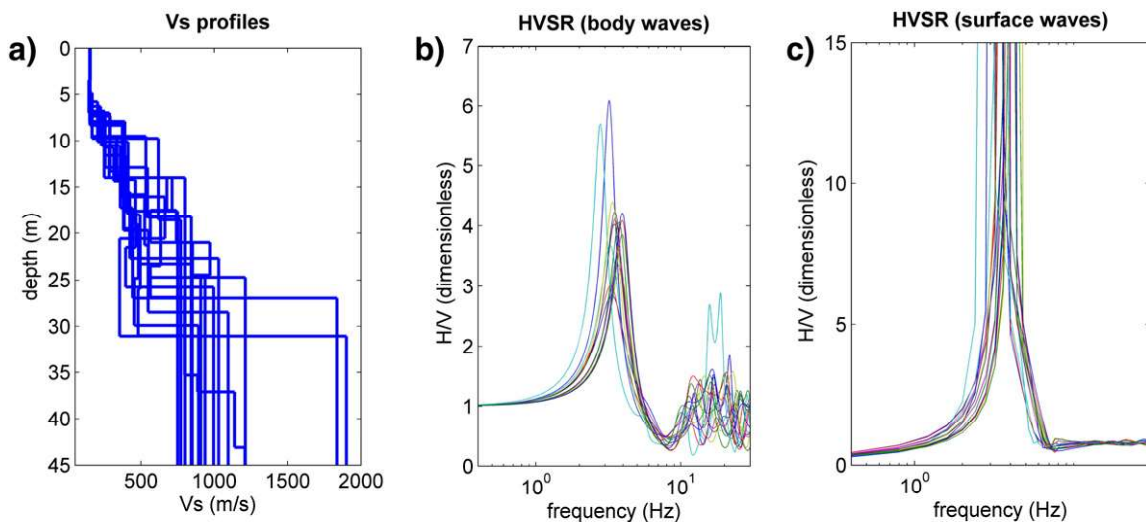 a)
Vs profiles
0
5
10
15
20
25
30
35
40
45
depth (m)
500
1000
1500
2000
Vs (m/s)
b)
HVSR (body waves)
7
6
5
4
3
2
1
0
H/V (dimensionless)
10^0
10^1
frequency (Hz)
c)
HVSR (surface waves)
15
10
5
0
H/V (dimensionless)
10^0
frequency (Hz)